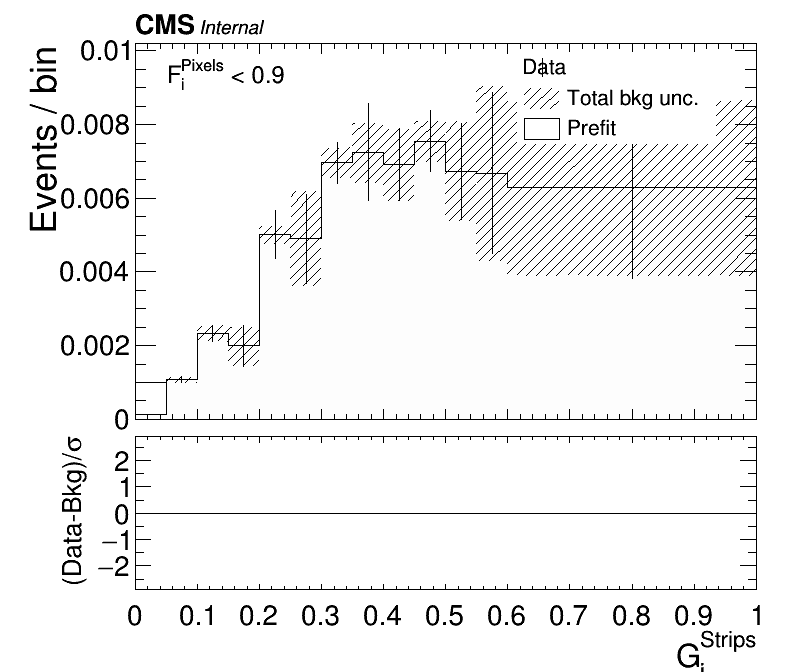 CMS Internal
F_i^Pixels < 0.9
Data
Total bkg unc.
Prefit
Events / bin
0.01
0.008
0.006
0.004
0.002
0
(Data-Bkg)/σ
2
1
0
−1
−2
0 0.1 0.2 0.3 0.4 0.5 0.6 0.7 0.8 0.9 1
G_i^Strips